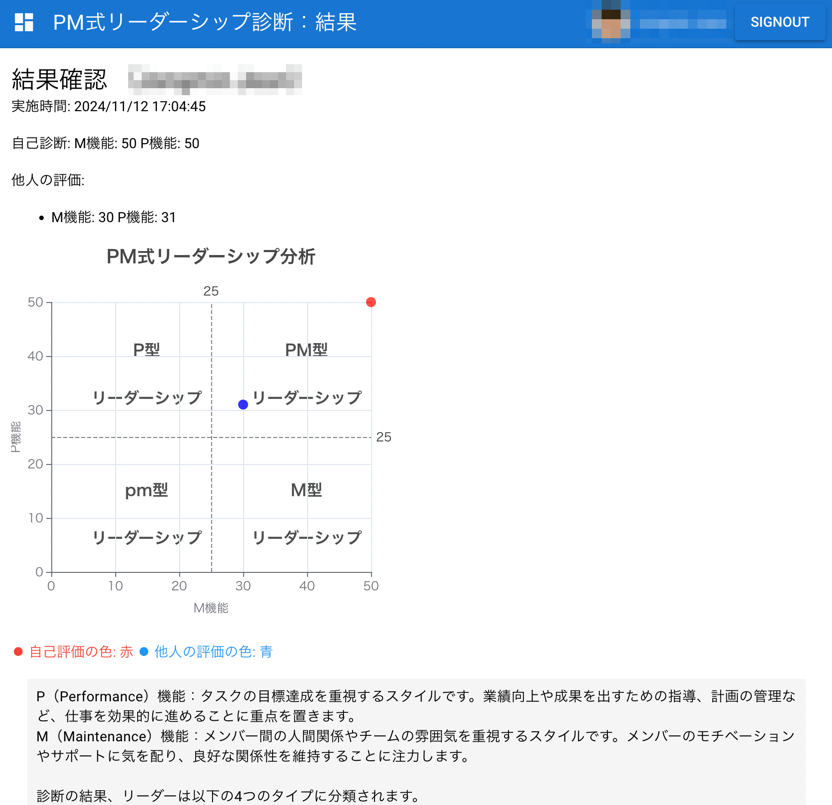 PM式リーダーシップ診断：結果
SIGNOUT
結果確認
実施時間: 2024/11/12 17:04:45
自己診断: M機能: 50 P機能: 50
他人の評価:
• M機能: 30 P機能: 31
PM式リーダーシップ分析
25
50
P型
PM型
40
リーダーシップ
リーダーシップ
30
25
P機能
20
pm型
M型
10
リーダーシップ
リーダーシップ
0
0 10 20 30 40 50
M機能
自己評価の色: 赤 他人の評価の色: 青
P（Performance）機能：タスクの目標達成を重視するスタイルです。業績向上や成果を出すための指導、計画の管理な
ど、仕事を効果的に進めることに重点を置きます。
M（Maintenance）機能：メンバー間の人間関係やチームの雰囲気を重視するスタイルです。メンバーのモチベーション
やサポートに気を配り、良好な関係性を維持することに注力します。
診断の結果、リーダーは以下の4つのタイプに分類されます。